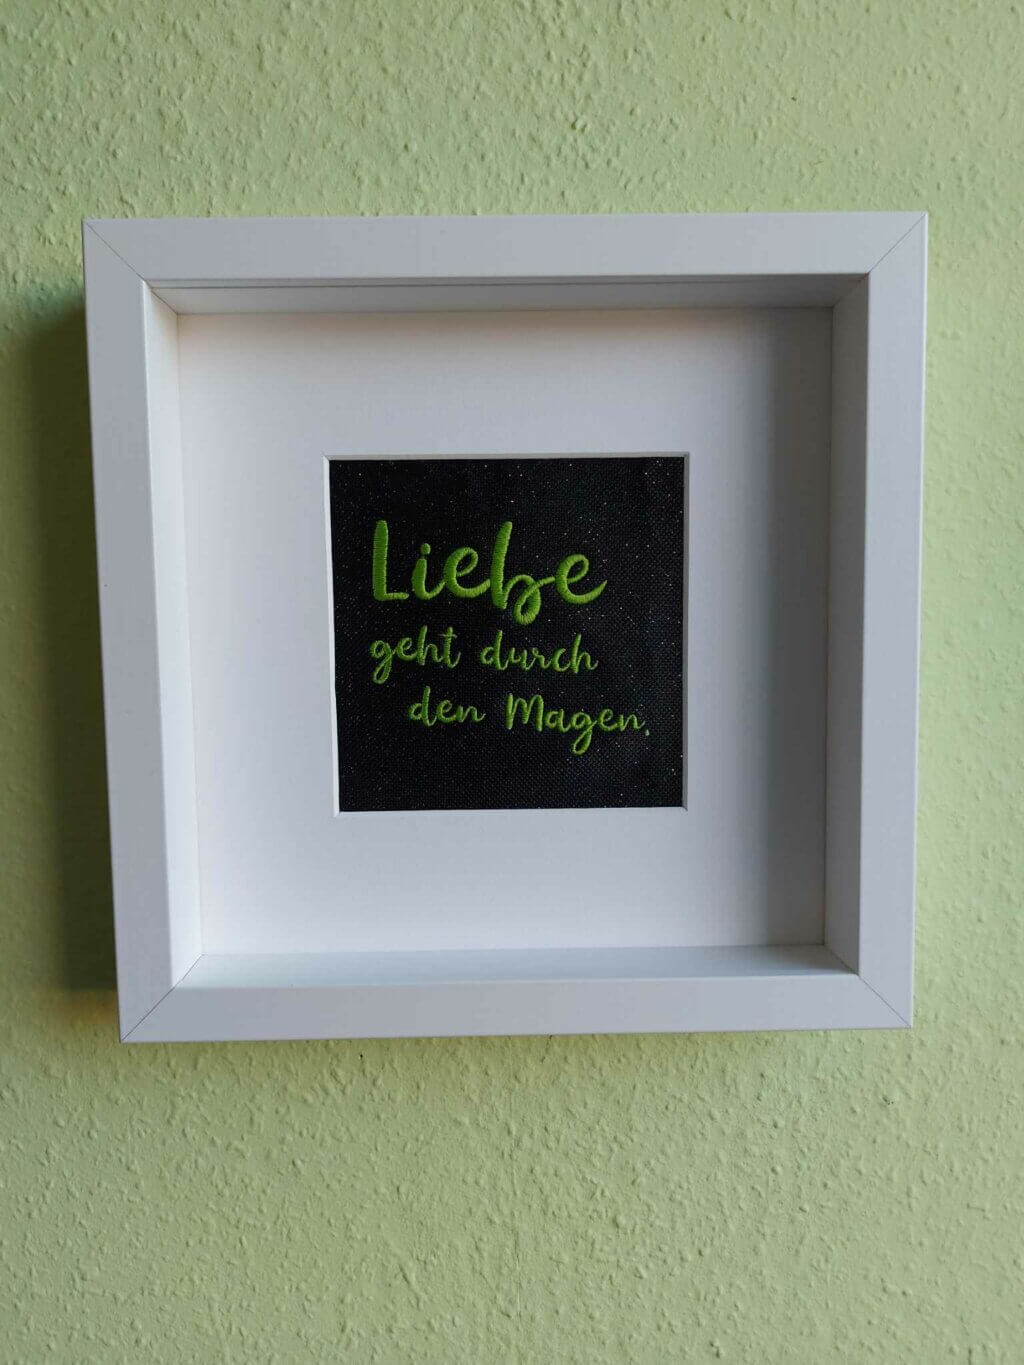 Liebe
geht durch
den Magen.